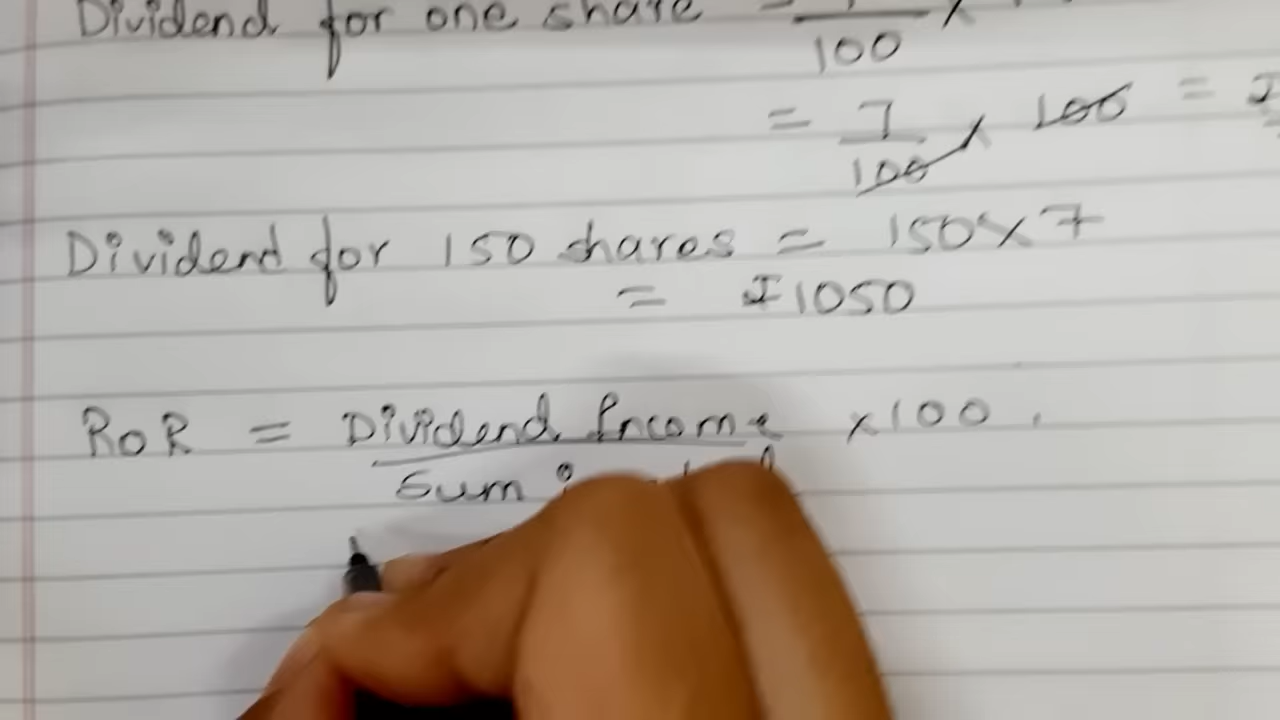 Dividend for one share = /100 ×
= 7/100 × 100 =
Dividend for 150 shares = 150 × 7
= ₹1050
ROR = Dividend Income/Sum × 100